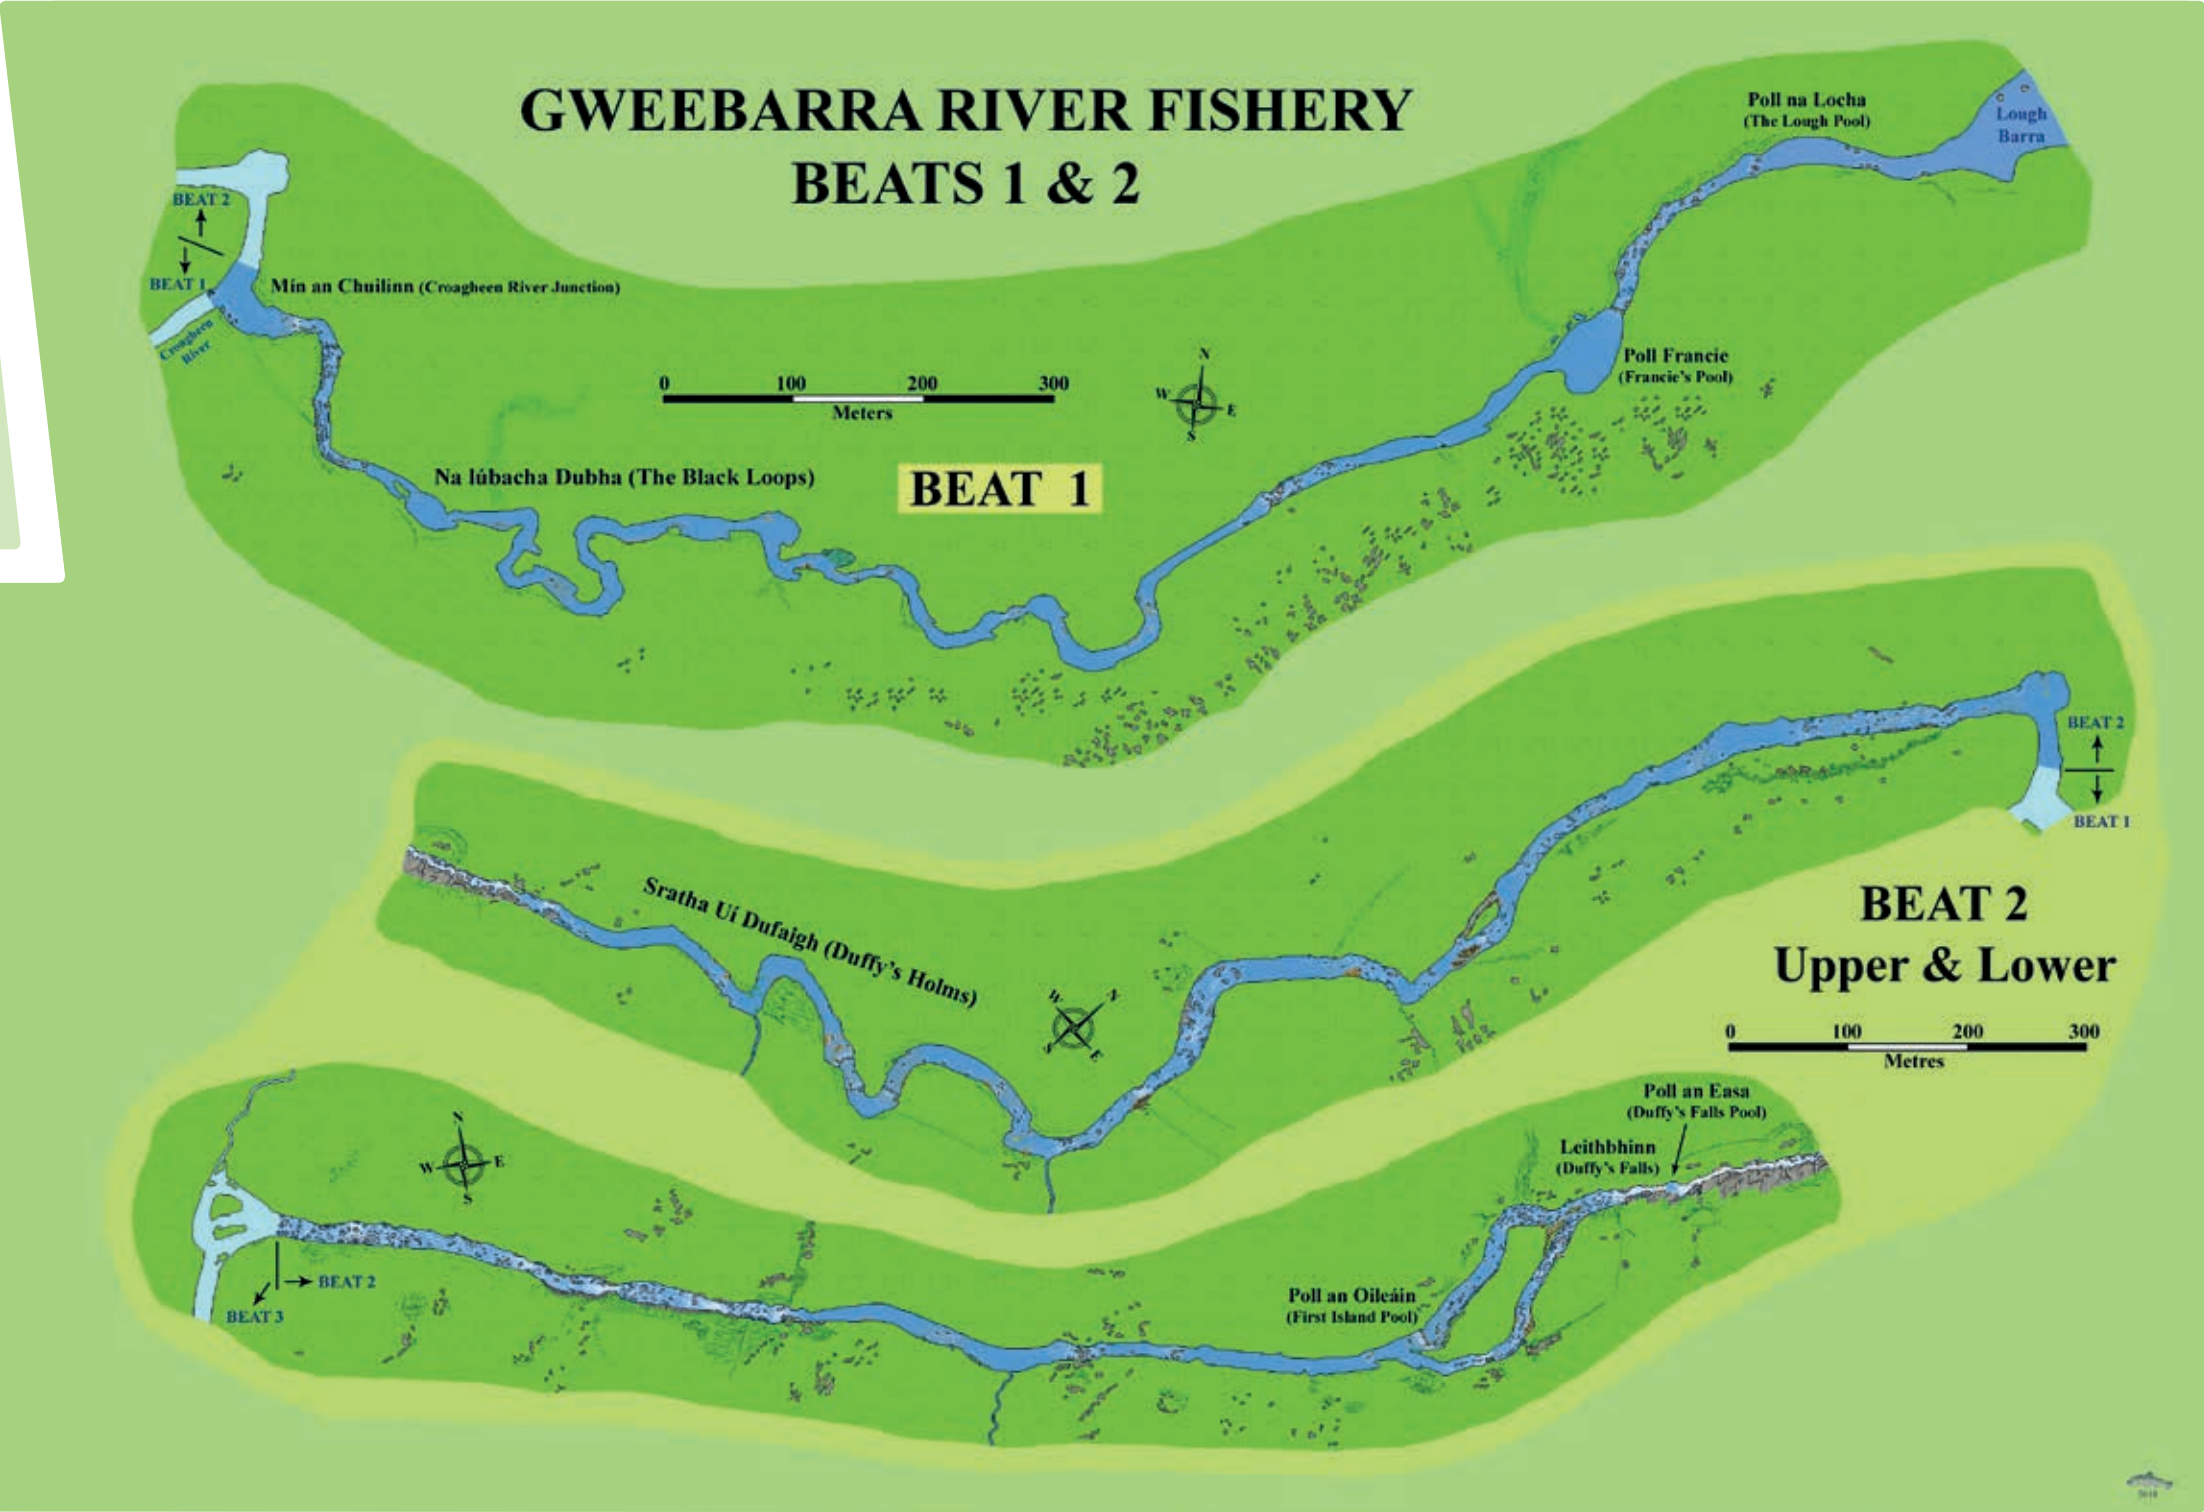 GWEEBARRA RIVER FISHERY
BEATS 1 & 2
Poll na Locha
(The Lough Pool)
Lough
Barra
BEAT 2
BEAT 1
Croagheen
River
Mín an Chuilinn (Croagheen River Junction)
N
W
E
S
Poll Francie
(Francie's Pool)
0 100 200 300
Meters
Na lúbacha Dubha (The Black Loops)
BEAT 1
BEAT 2
BEAT 1
Sratha Uí Dufaigh (Duffy's Holms)
BEAT 2
Upper & Lower
W
N
S
E
0 100 200 300
Metres
Poll an Easa
(Duffy's Falls Pool)
Leithbhinn
(Duffy's Falls)
N
W
E
S
Poll an Oileáin
(First Island Pool)
BEAT 2
BEAT 3